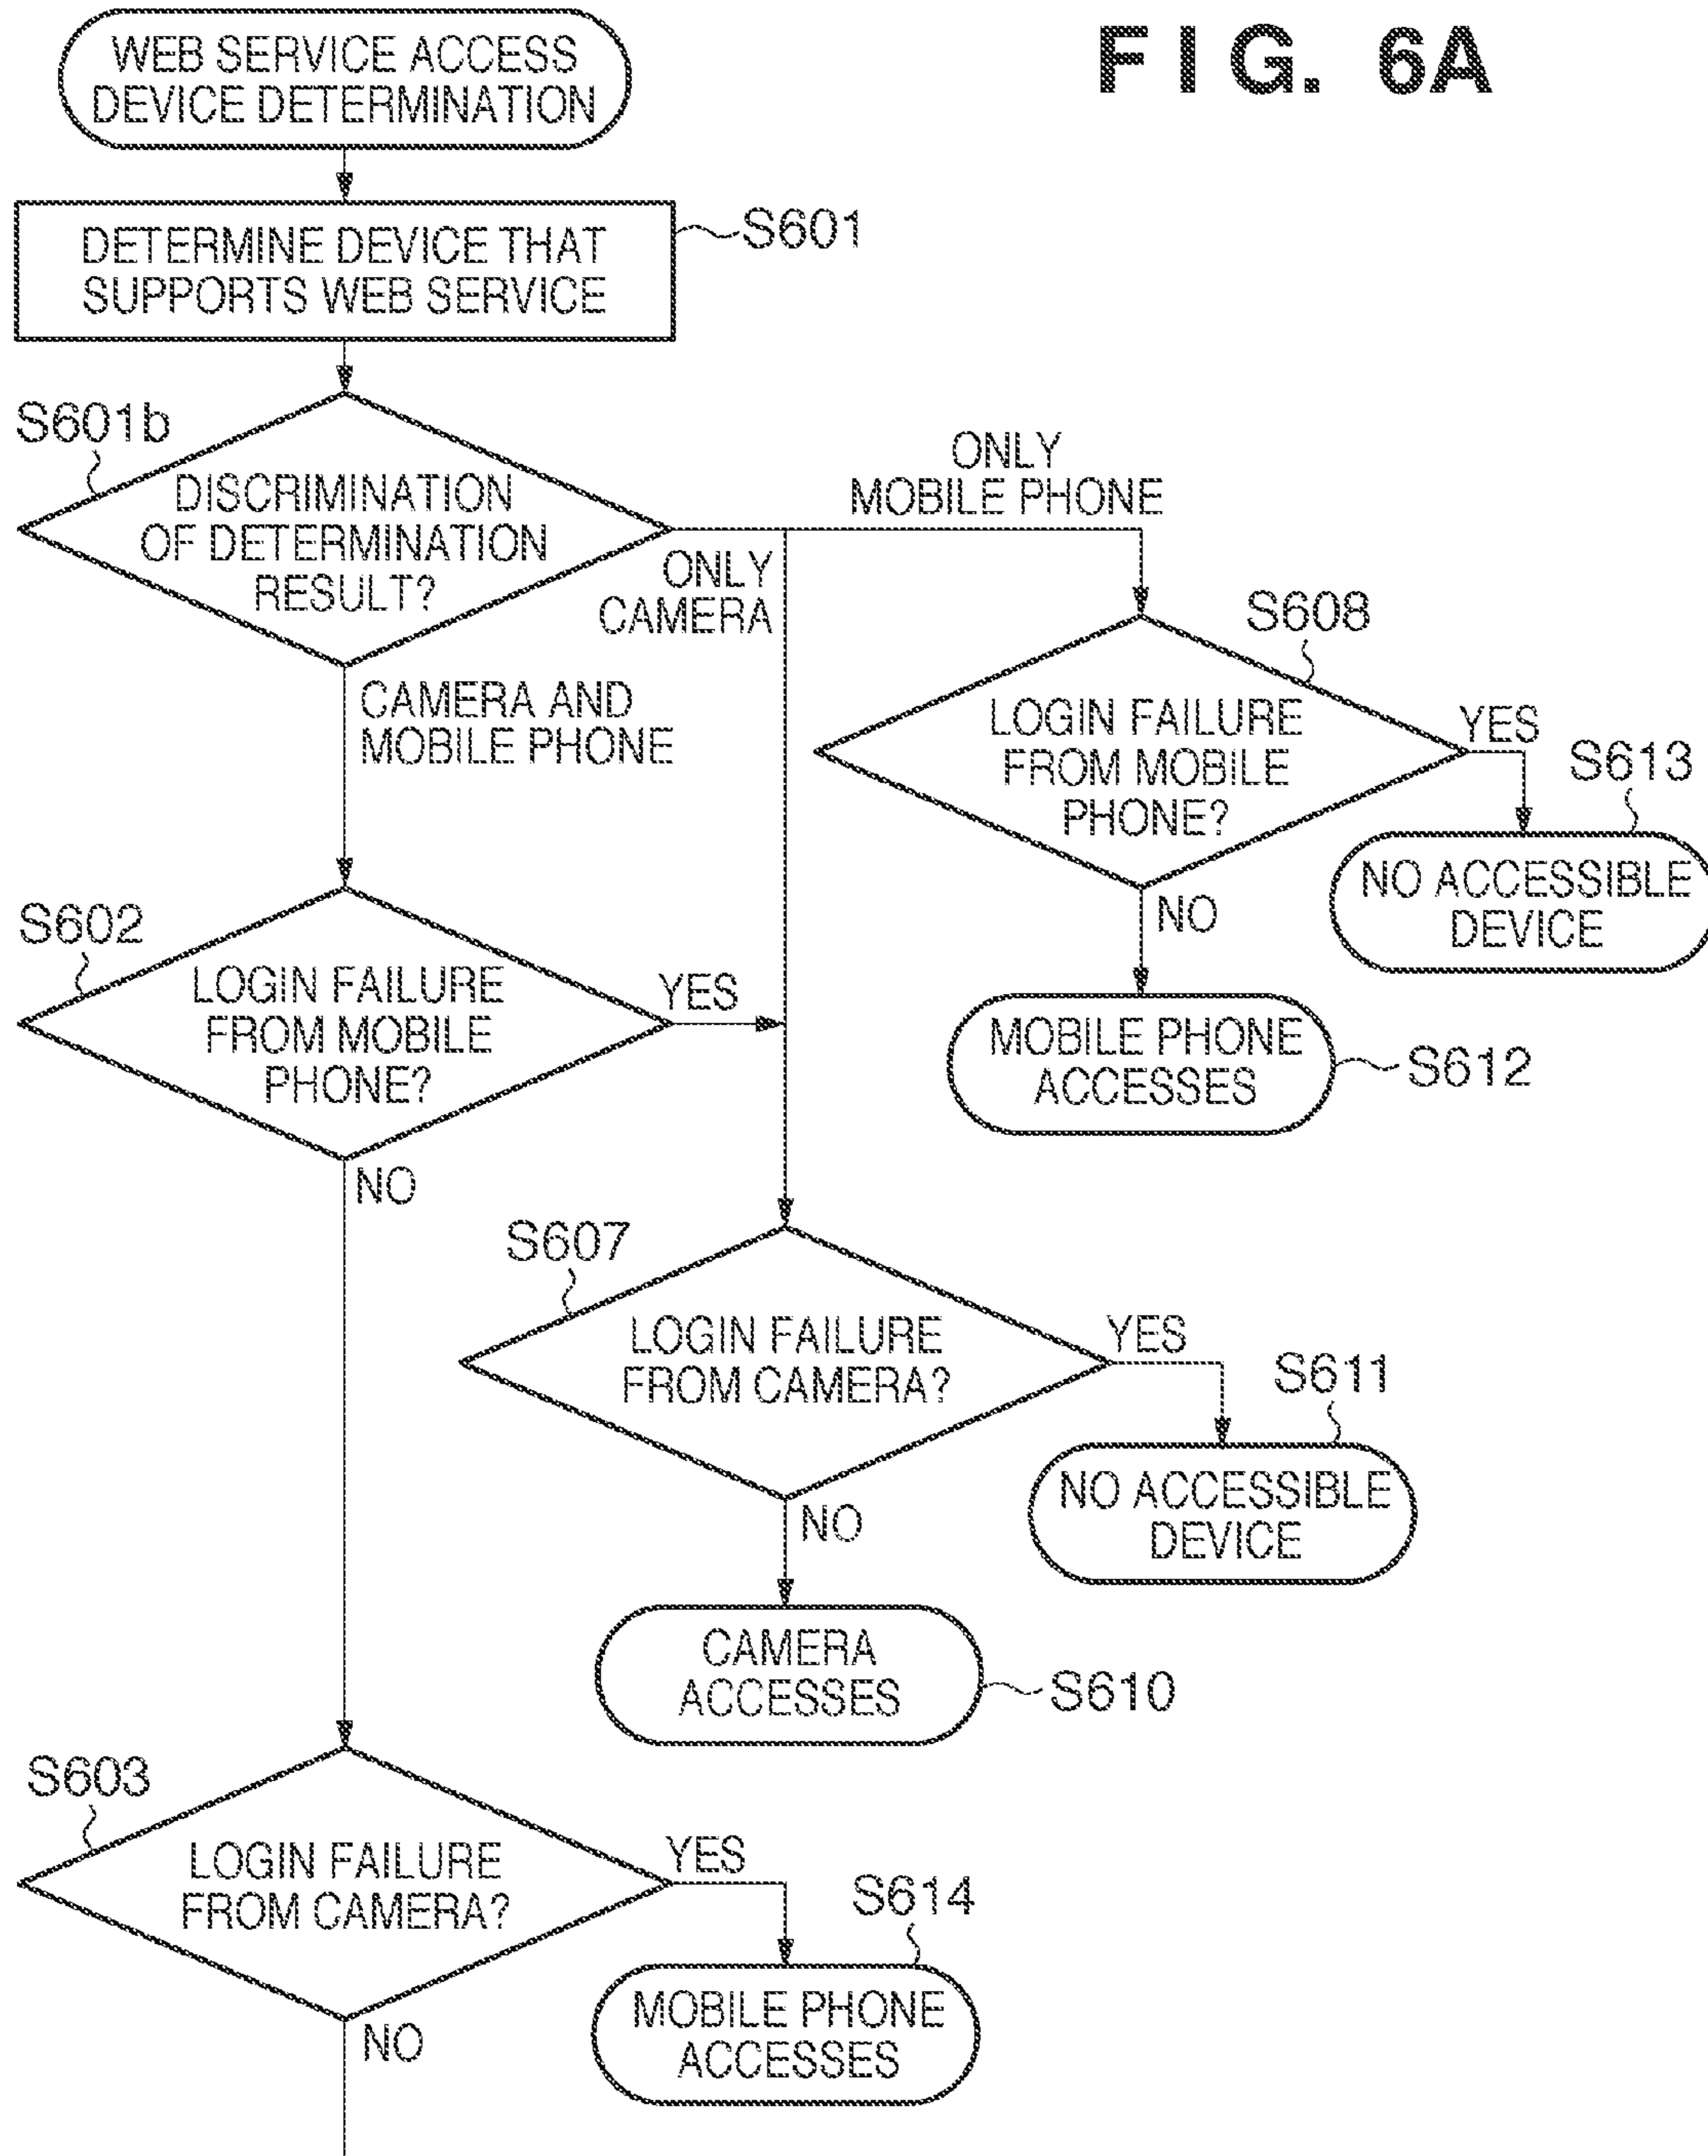 FIG. 6A
WEB SERVICE ACCESS
DEVICE DETERMINATION
DETERMINE DEVICE THAT
SUPPORTS WEB SERVICE
S601
S601b
DISCRIMINATION
OF DETERMINATION
RESULT?
ONLY
MOBILE PHONE
ONLY
CAMERA
CAMERA AND
MOBILE PHONE
S608
LOGIN FAILURE
FROM MOBILE
PHONE?
YES
S613
NO ACCESSIBLE
DEVICE
NO
MOBILE PHONE
ACCESSES
S612
S602
LOGIN FAILURE
FROM MOBILE
PHONE?
YES
NO
S607
LOGIN FAILURE
FROM CAMERA?
YES
S611
NO ACCESSIBLE
DEVICE
NO
CAMERA
ACCESSES
S610
S603
LOGIN FAILURE
FROM CAMERA?
YES
S614
MOBILE PHONE
ACCESSES
NO